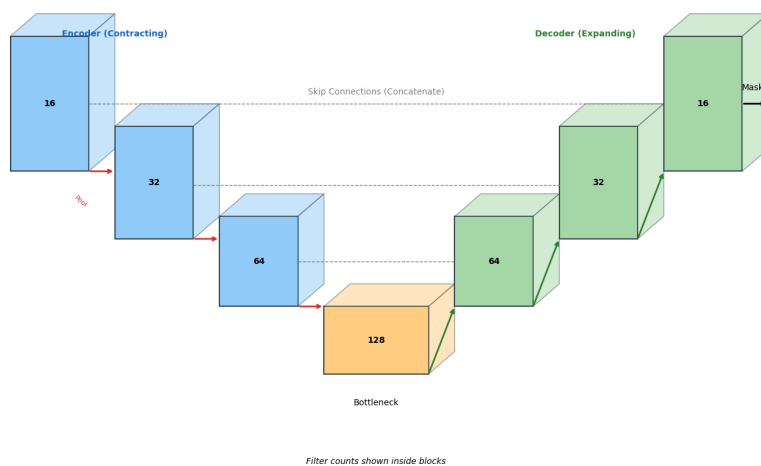 Encoder (Contracting)
Decoder (Expanding)
Mask
Skip Connections (Concatenate)
16
16
32
32
Pool
64
64
128
Bottleneck
Filter counts shown inside blocks